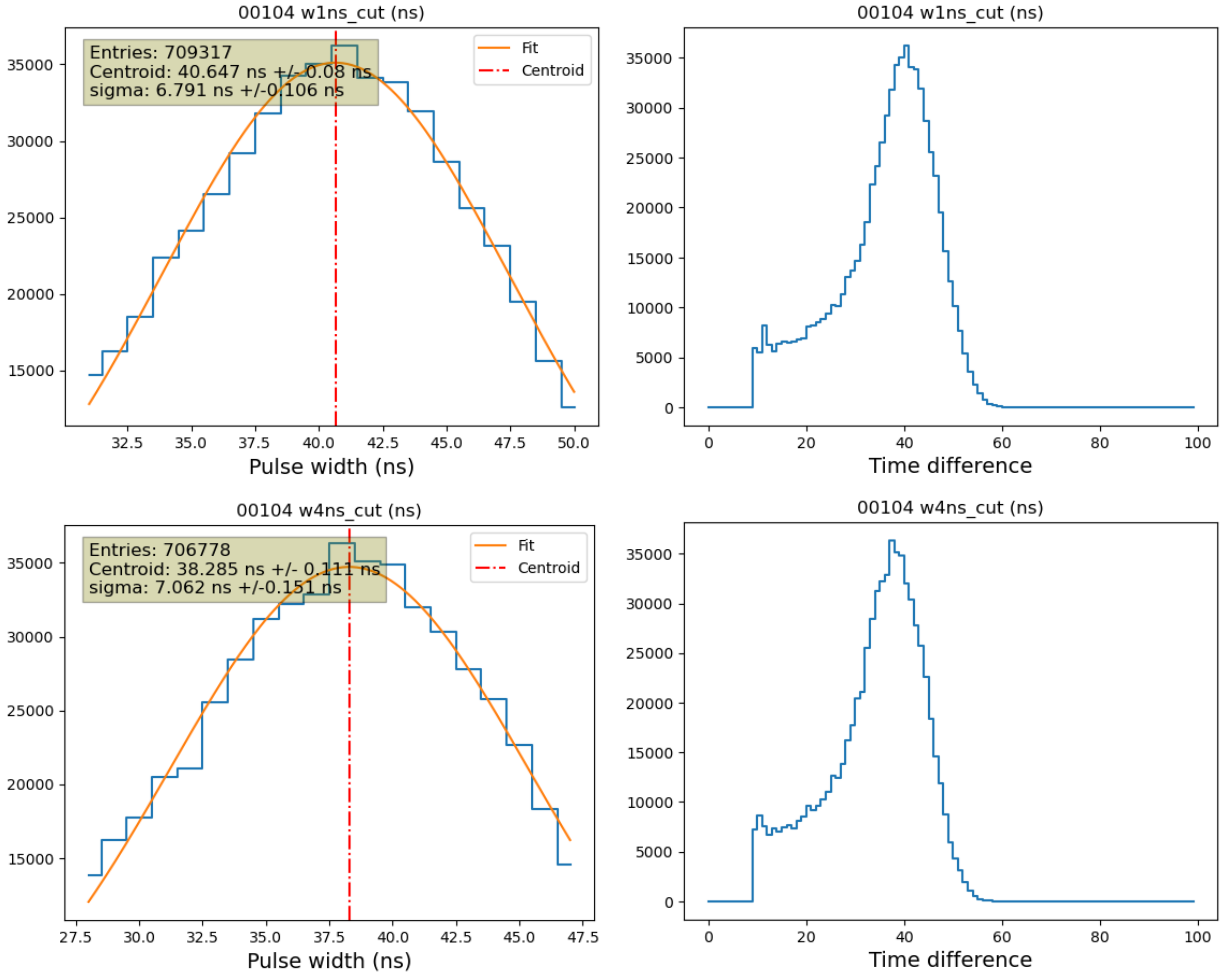 00104 w1ns_cut (ns)
Entries: 709317
Centroid: 40.647 ns +/- 0.08 ns
sigma: 6.791 ns +/-0.106 ns
Fit
Centroid
35000
30000
25000
20000
15000
32.5 35.0 37.5 40.0 42.5 45.0 47.5 50.0
Pulse width (ns)
00104 w1ns_cut (ns)
35000
30000
25000
20000
15000
10000
5000
0
0 20 40 60 80 100
Time difference
00104 w4ns_cut (ns)
Entries: 706778
Centroid: 38.285 ns +/- 0.111 ns
sigma: 7.062 ns +/-0.151 ns
Fit
Centroid
35000
30000
25000
20000
15000
27.5 30.0 32.5 35.0 37.5 40.0 42.5 45.0 47.5
Pulse width (ns)
00104 w4ns_cut (ns)
35000
30000
25000
20000
15000
10000
5000
0
0 20 40 60 80 100
Time difference